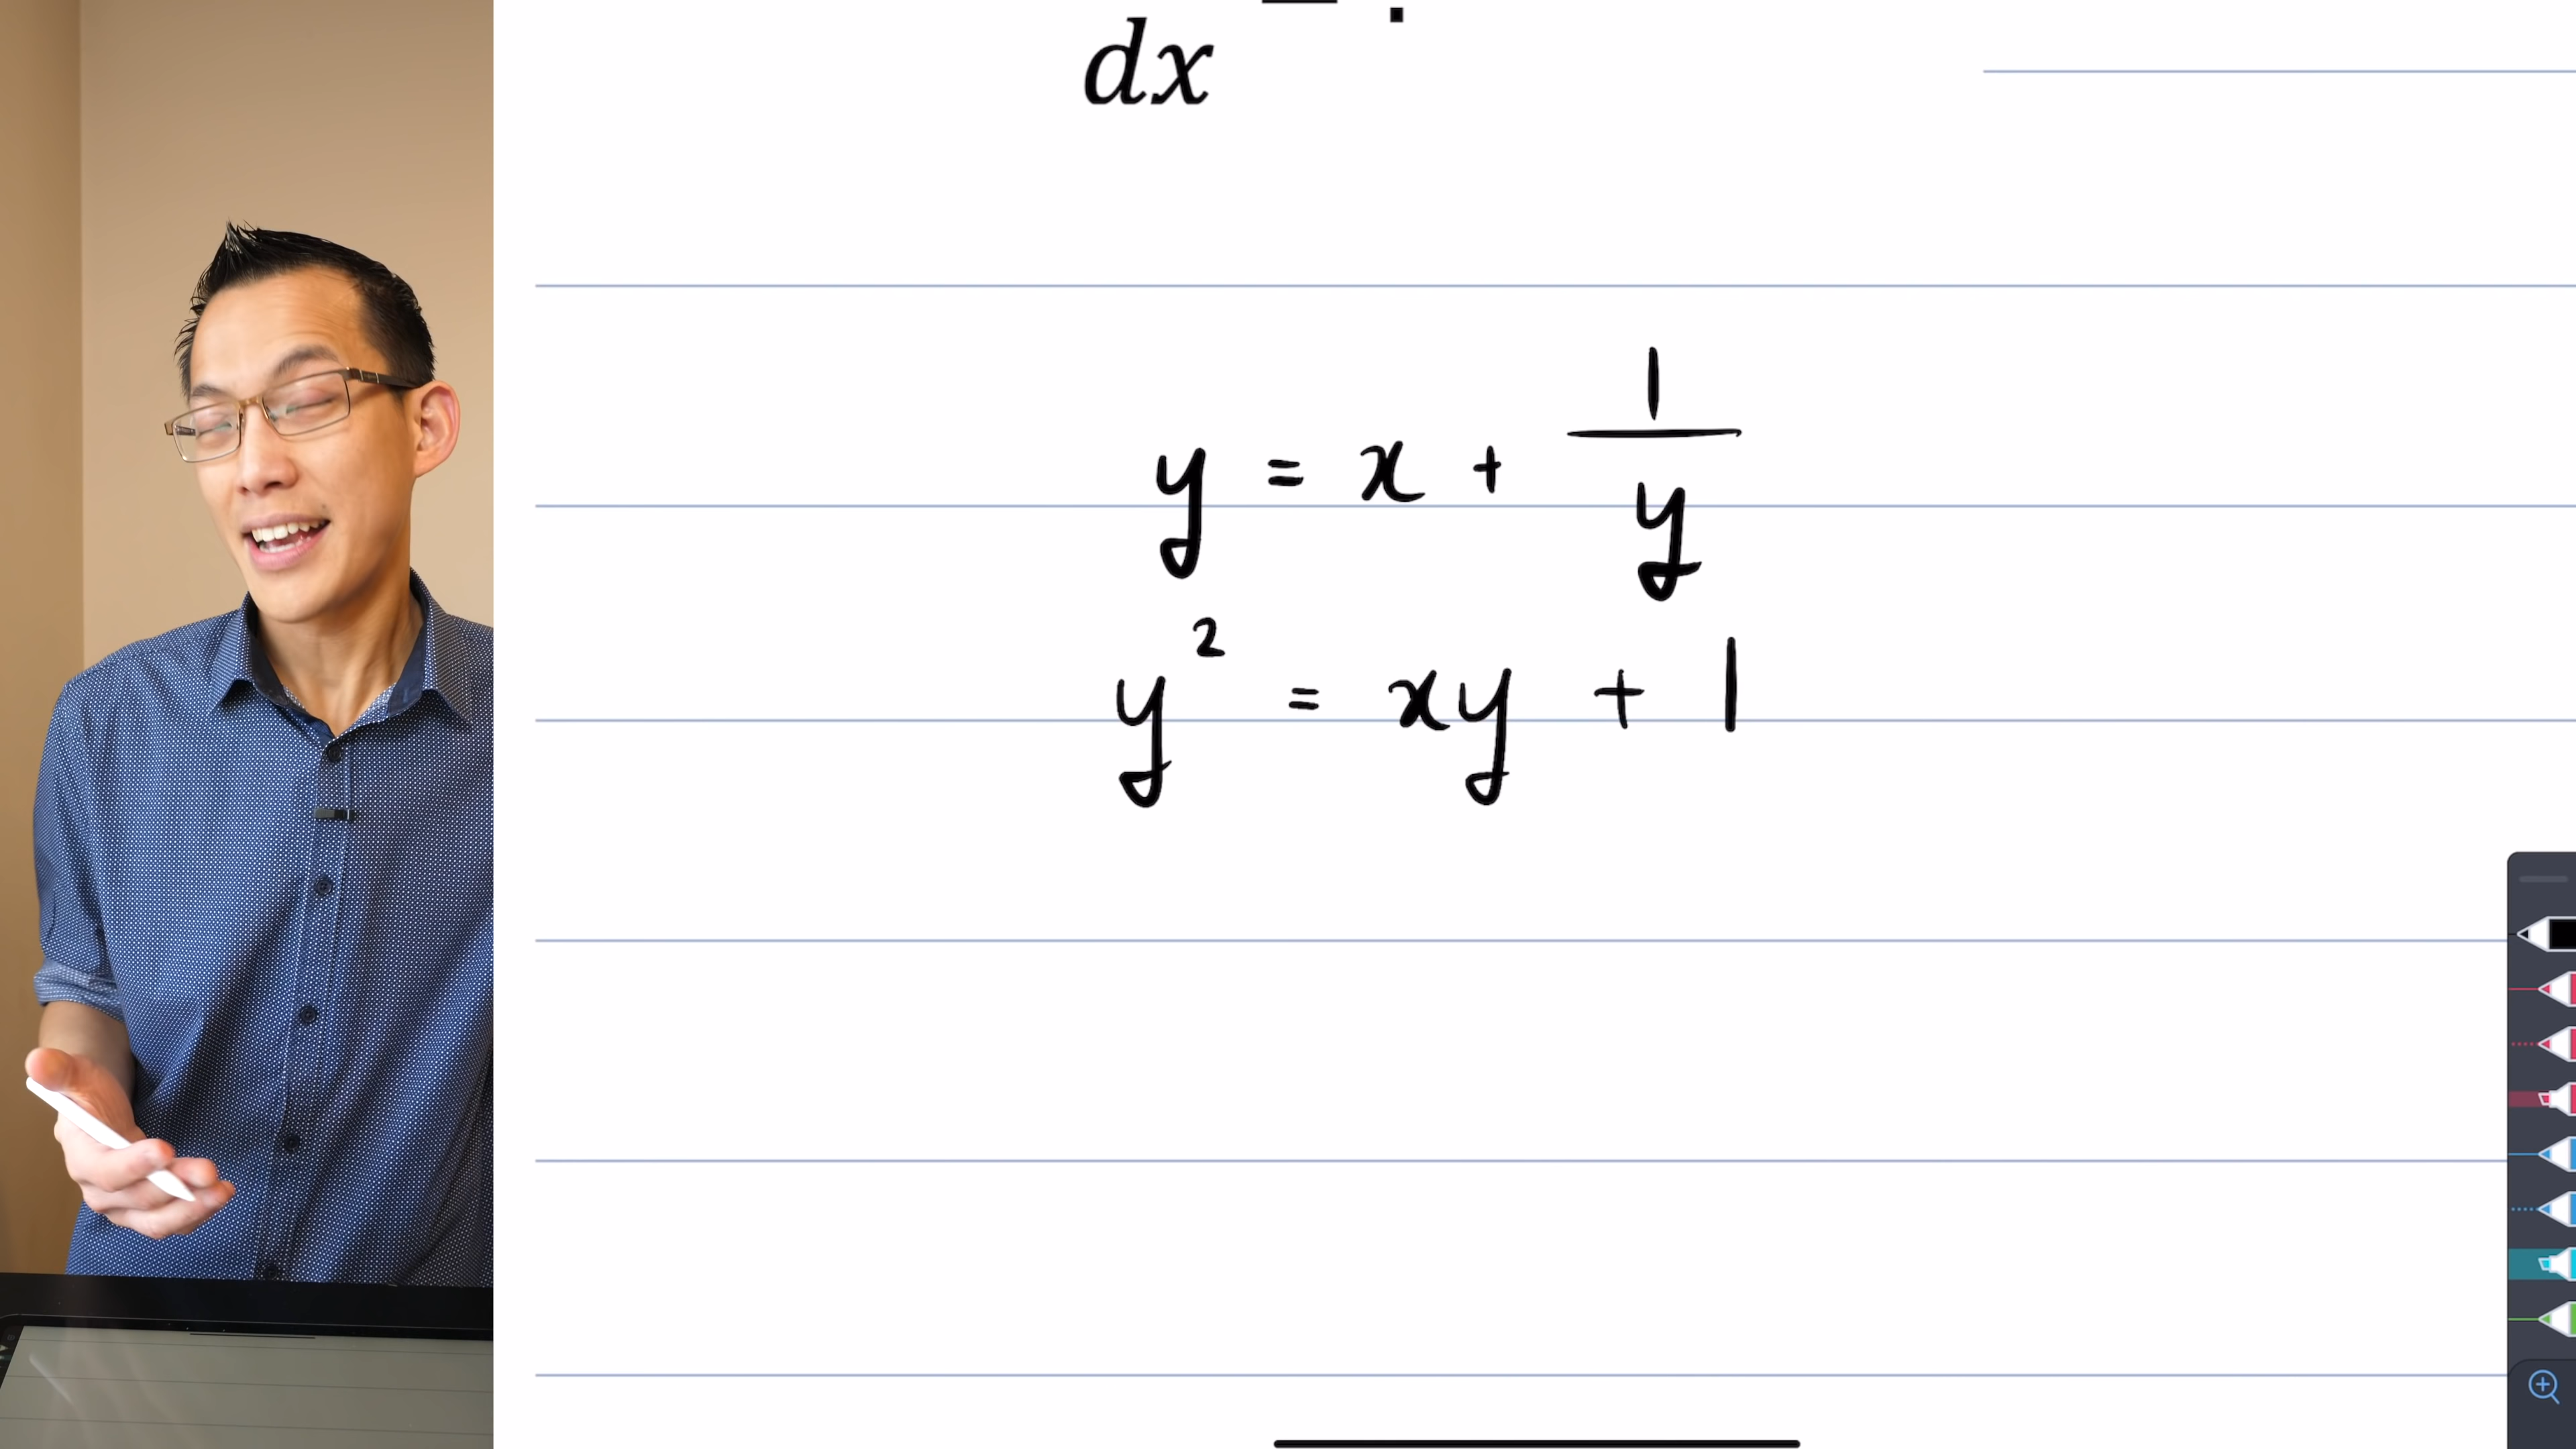 dx
y = x + 1/y
y² = xy + 1